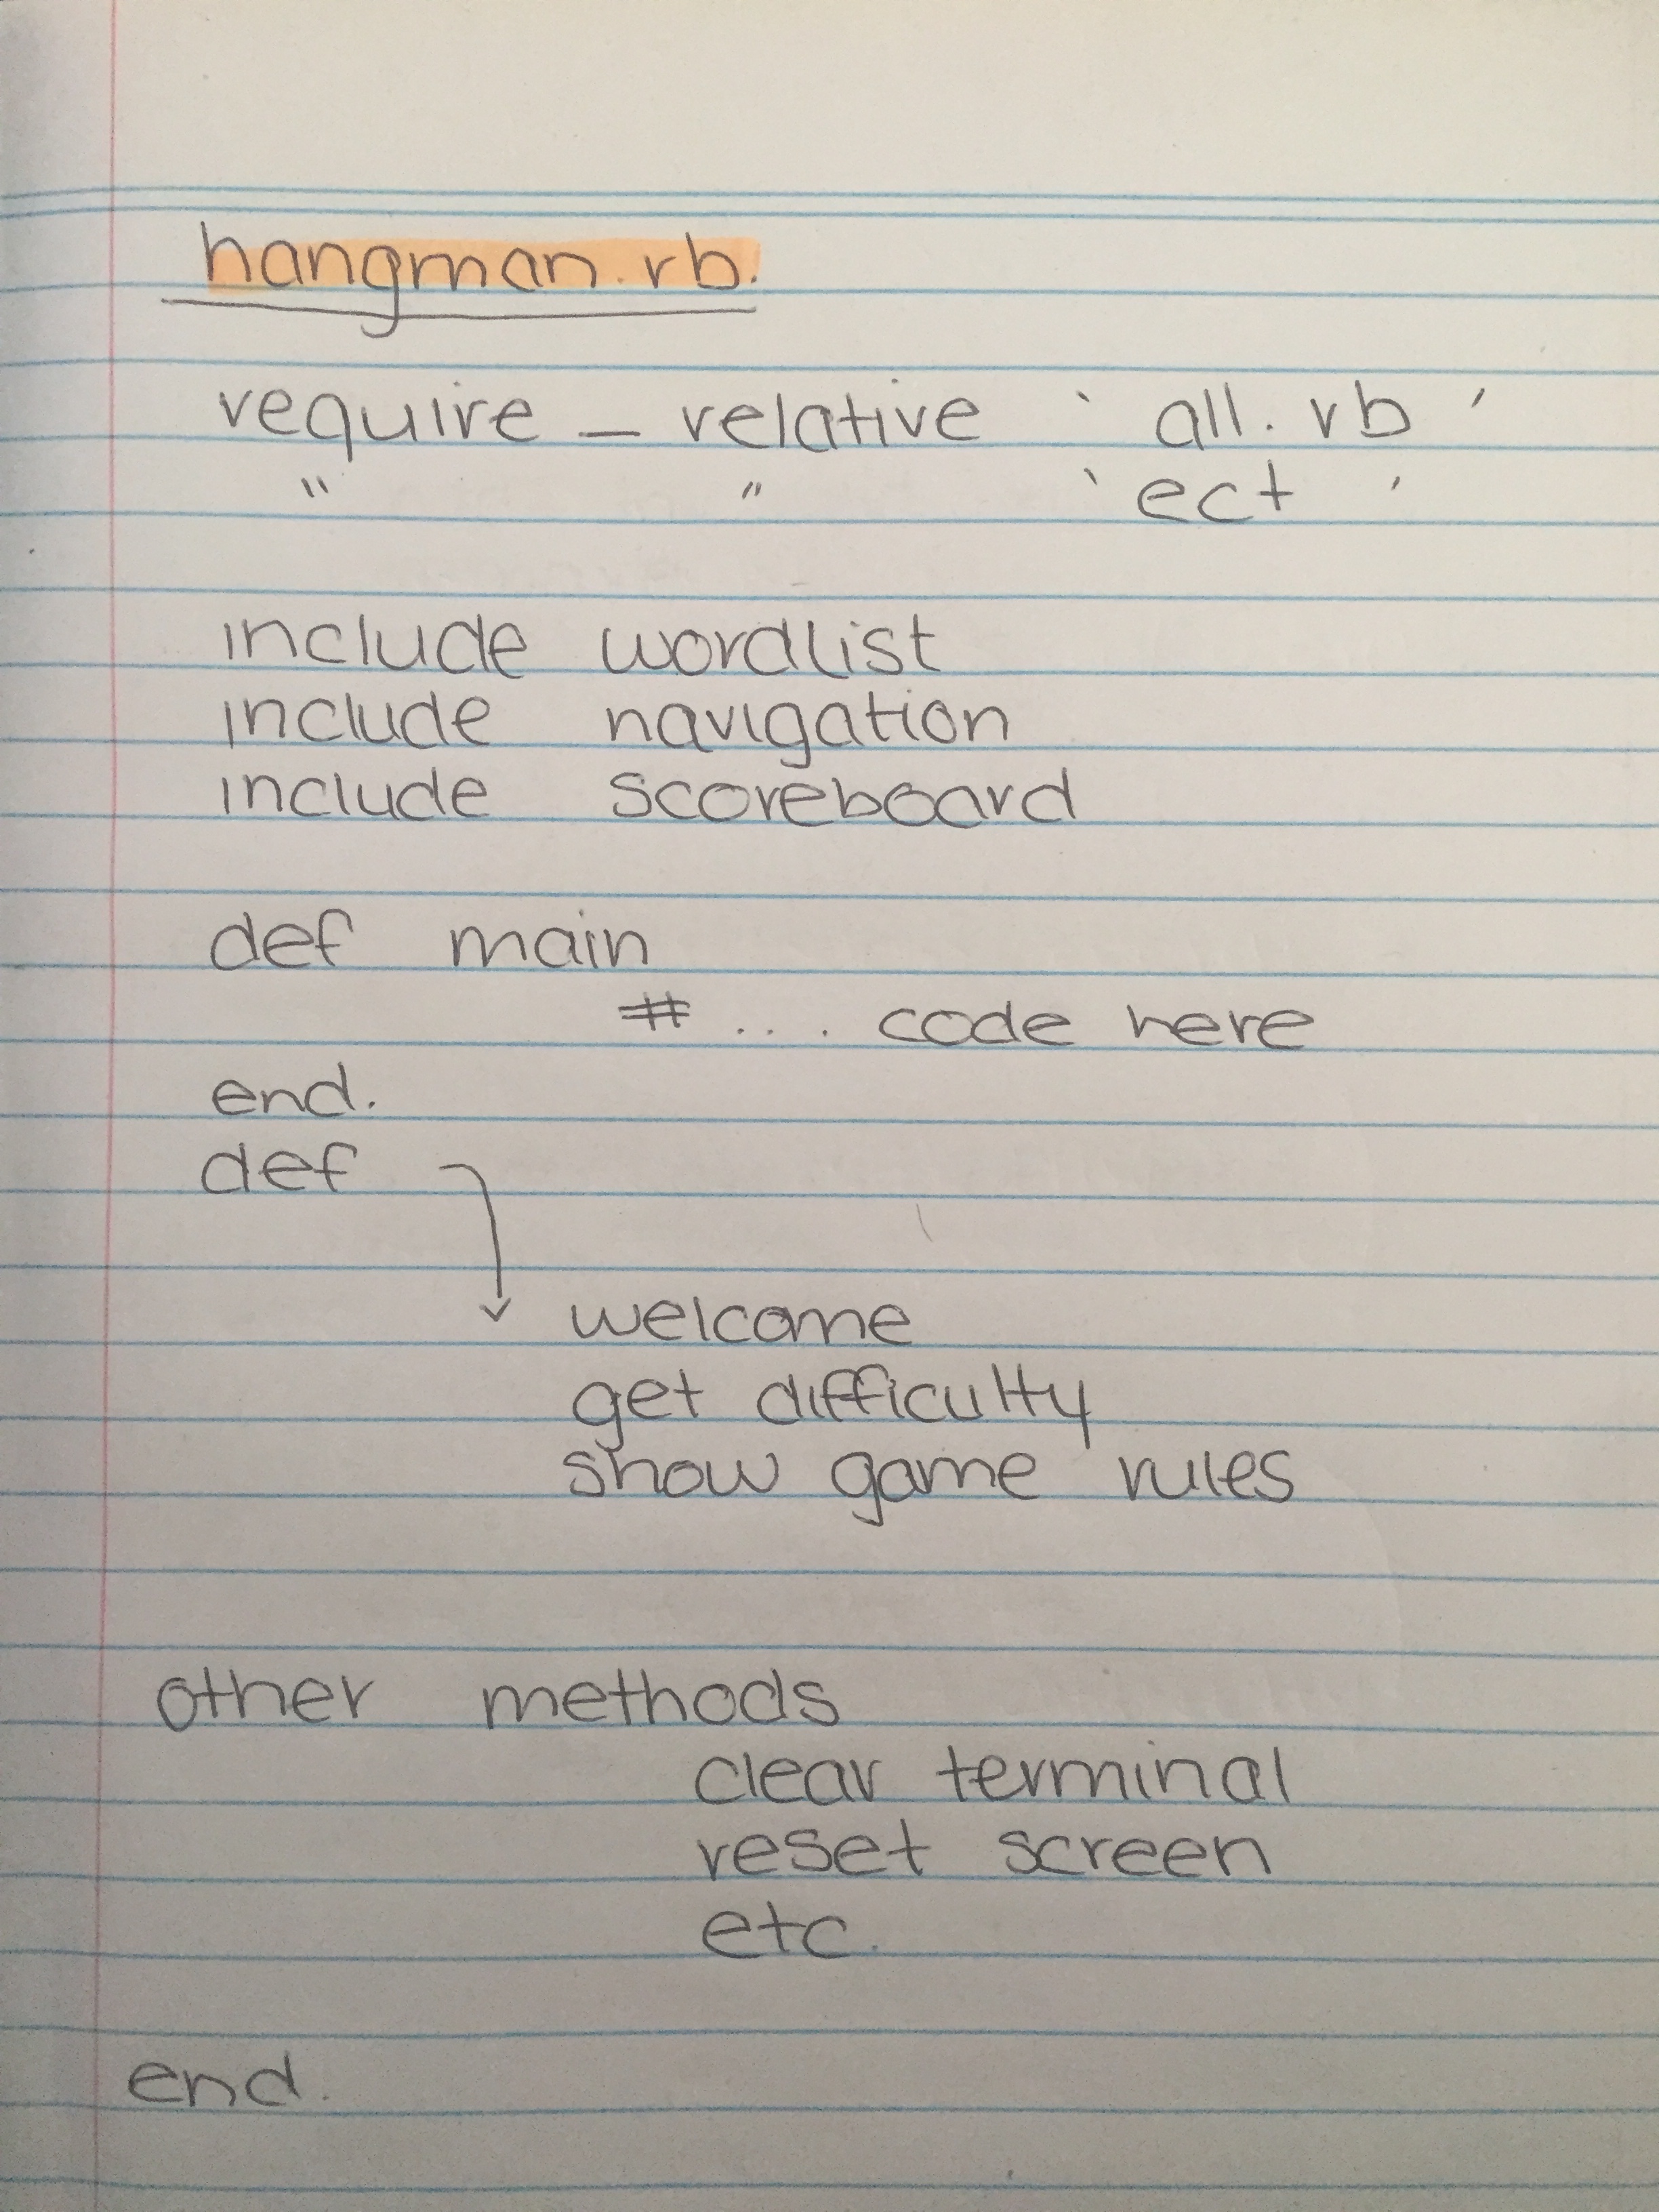 hangman.rb.
require _ relative ' all.rb '
" " ' ect '
include wordlist
include navigation
include scoreboard
def main
# .... code here
end.
def
welcome
get difficulty
show game rules
other methods
clear terminal
reset screen
etc.
end.